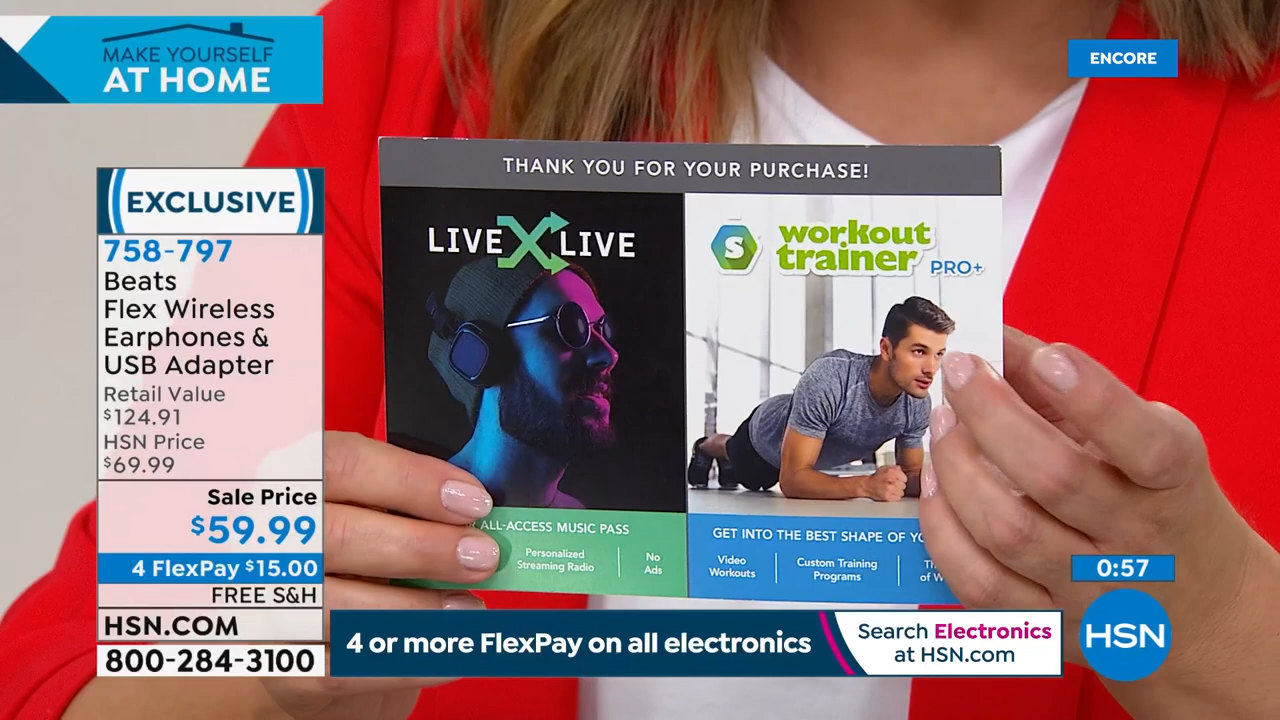 MAKE YOURSELF
AT HOME
ENCORE
THANK YOU FOR YOUR PURCHASE!
LIVE X LIVE
S workout
trainer PRO+
EXCLUSIVE
758-797
Beats
Flex Wireless
Earphones &
USB Adapter
Retail Value
$124.91
HSN Price
$69.99
Sale Price
$59.99
4 FlexPay $15.00
FREE S&H
HSN.COM
800-284-3100
ALL-ACCESS MUSIC PASS
Personalized
Streaming Radio
No
Ads
GET INTO THE BEST SHAPE OF
Video
Workouts
Custom Training
Programs
0:57
4 or more FlexPay on all electronics
Search Electronics
at HSN.com
HSN